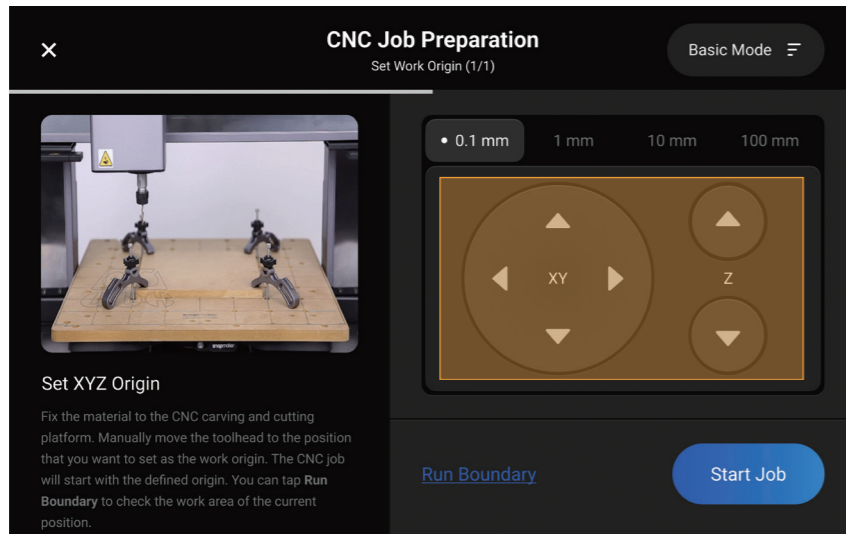 CNC Job Preparation
Set Work Origin (1/1)
Basic Mode
0.1 mm
1 mm
10 mm
100 mm
XY
Z
snapmaker
Set XYZ Origin
Fix the material to the CNC carving and cutting
platform. Manually move the toolhead to the position
that you want to set as the work origin. The CNC job
will start with the defined origin. You can tap Run
Boundary to check the work area of the current
position.
Run Boundary
Start Job